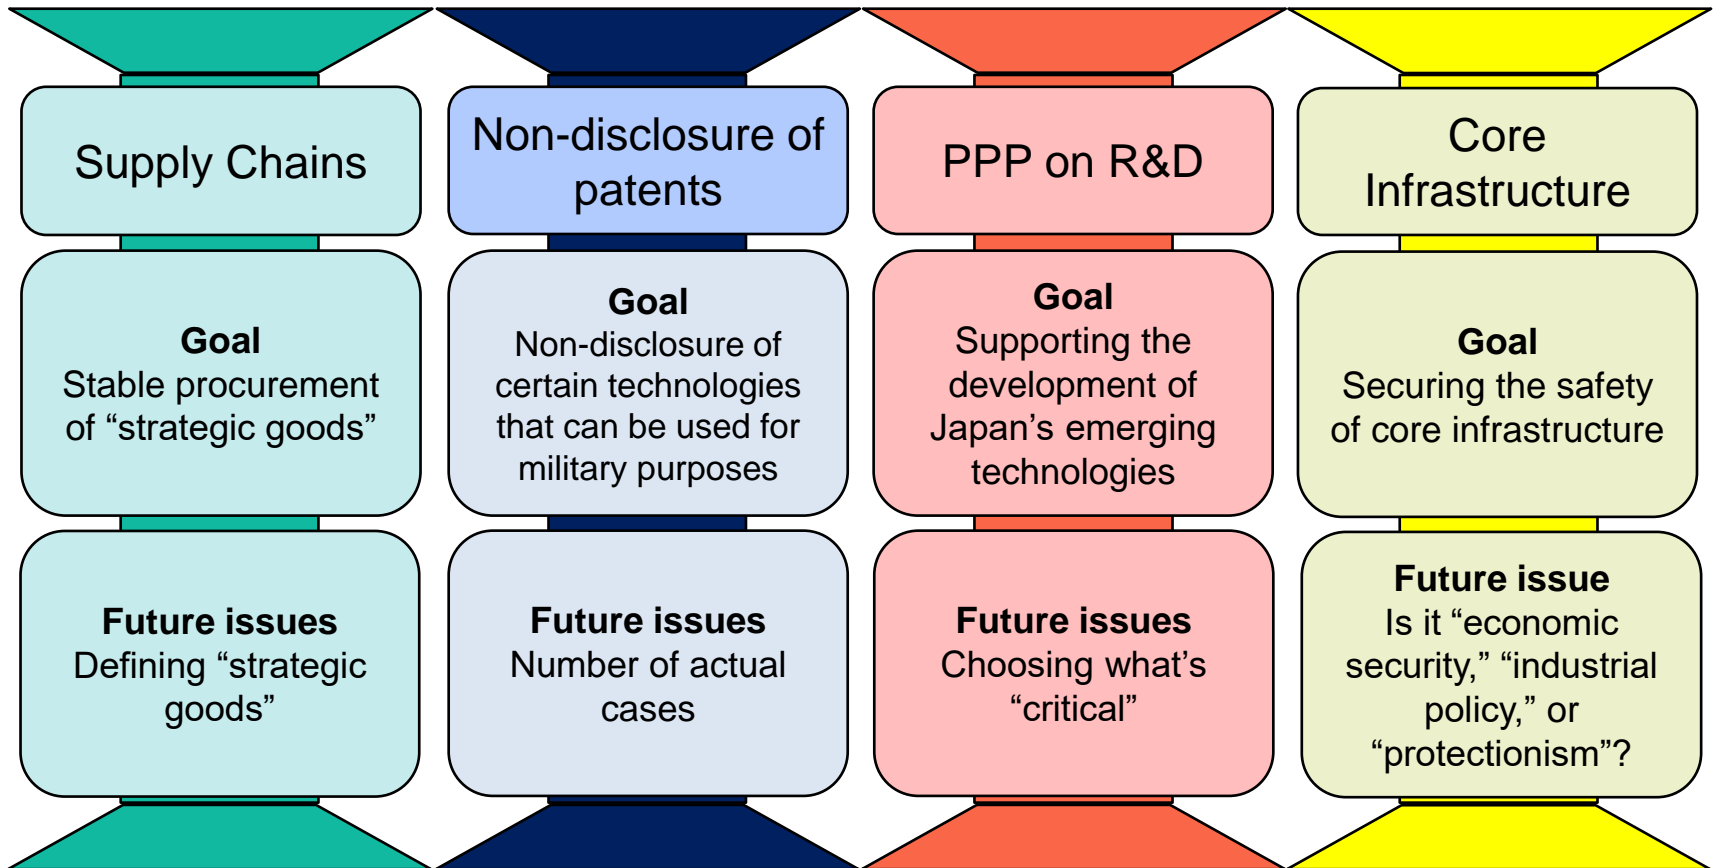 Supply Chains
Goal
Stable procurement
of “strategic goods”
Future issues
Defining “strategic
goods”
Non-disclosure of
patents
Goal
Non-disclosure of
certain technologies
that can be used for
military purposes
Future issues
Number of actual
cases
PPP on R&D
Goal
Supporting the
development of
Japan’s emerging
technologies
Future issues
Choosing what’s
“critical”
Core
Infrastructure
Goal
Securing the safety
of core infrastructure
Future issue
Is it “economic
security,” “industrial
policy,” or
“protectionism”?